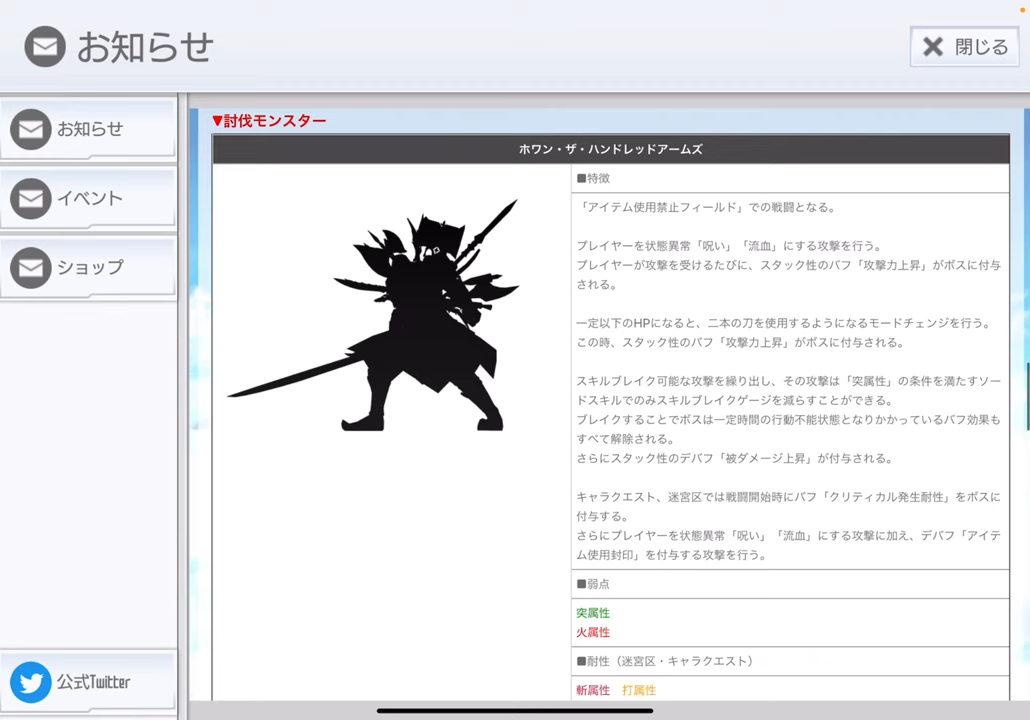 お知らせ
閉じる
お知らせ
イベント
ショップ
公式Twitter
▼討伐モンスター
ホワン・ザ・ハンドレッドアームズ
■特徴
「アイテム使用禁止フィールド」での戦闘となる。
プレイヤーを状態異常「呪い」「流血」にする攻撃を行う。
プレイヤーが攻撃を受けるたびに、スタック性のバフ「攻撃力上昇」がボスに付与
される。
一定以下のHPになると、二本の刀を使用するようになるモードチェンジを行う。
この時、スタック性のバフ「攻撃力上昇」がボスに付与される。
スキルブレイク可能な攻撃を繰り出し、その攻撃は「突属性」の条件を満たすソー
ドスキルでのみスキルブレイクゲージを減らすことができる。
ブレイクすることでボスは一定時間の行動不能状態となりかかっているバフ効果も
すべて解除される。
さらにスタック性のデバフ「被ダメージ上昇」が付与される。
キャラクエスト、迷宮区では戦闘開始時にバフ「クリティカル発生耐性」をボスに
付与する。
さらにプレイヤーを状態異常「呪い」「流血」にする攻撃に加え、デバフ「アイテ
ム使用封印」を付与する攻撃を行う。
■弱点
突属性
火属性
■耐性（迷宮区・キャラクエスト）
斬属性　打属性